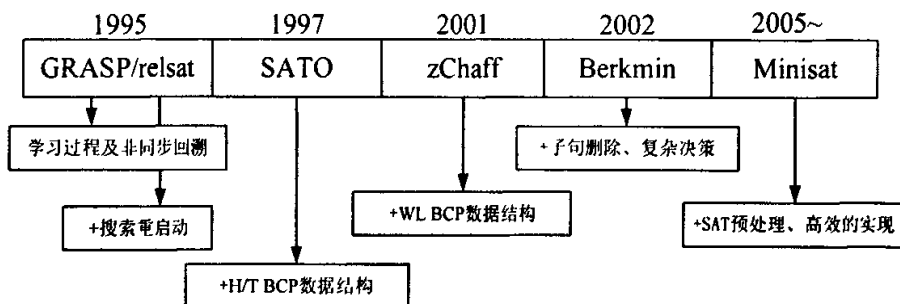 1995 1997 2001 2002 2005~
GRASP/relsat SATO zChaff Berkmin Minisat
学习过程及非同步回溯
+子句删除、复杂决策
+搜索重启动
+WL BCP数据结构
+SAT预处理、高效的实现
+H/T BCP数据结构